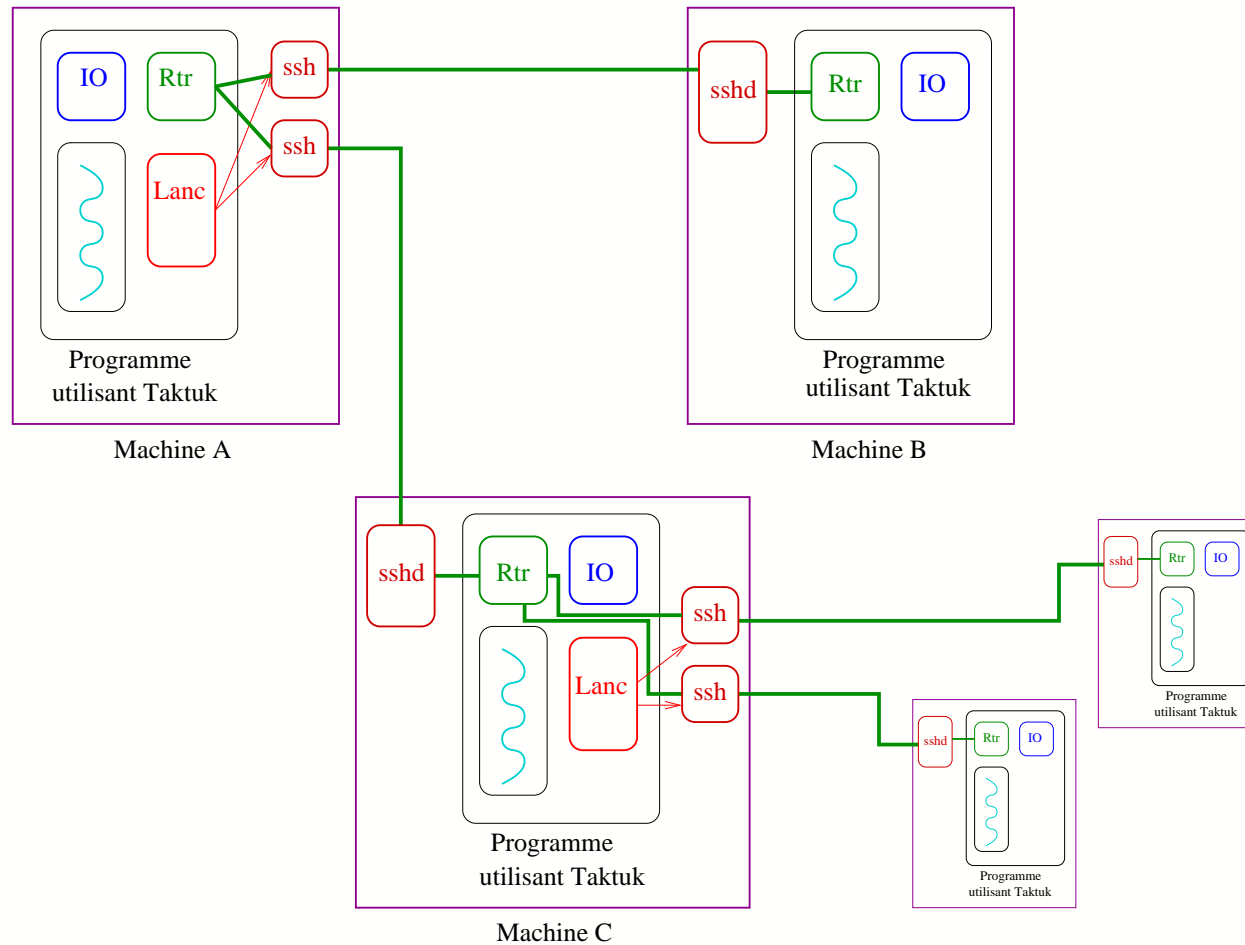 IO
Rtr
ssh
ssh
Lanc
Programme
utilisant Taktuk
Machine A
sshd
Rtr
IO
Programme
utilisant Taktuk
Machine B
sshd
Rtr
IO
ssh
Lanc
ssh
Programme
utilisant Taktuk
Machine C
sshd
Rtr
IO
Programme
utilisant Taktuk
sshd
Rtr
IO
Programme
utilisant Taktuk